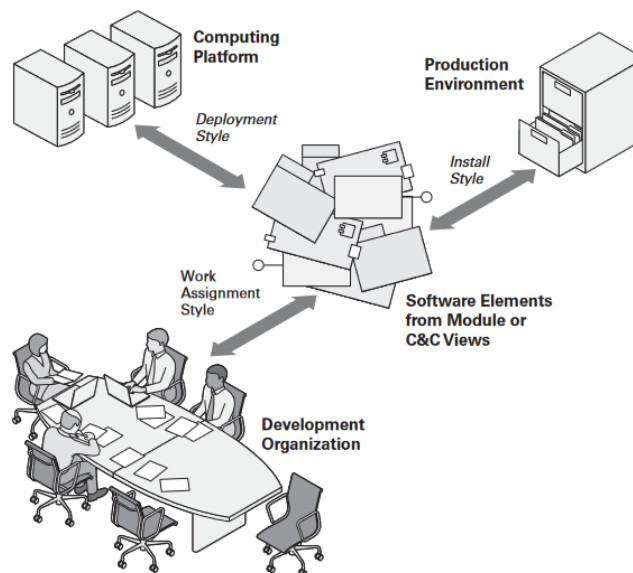 Computing
Platform
Production
Environment
Deployment
Style
Install
Style
Work
Assignment
Style
Software Elements
from Module or
C&C Views
Development
Organization